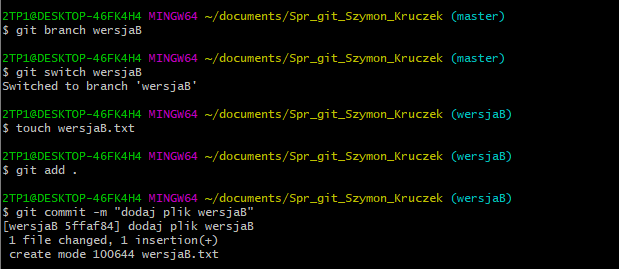 2TP1@DESKTOP-46FK4H4 MINGW64 ~/documents/Spr_git_Szymon_Kruczek (master)
$ git branch wersjaB
2TP1@DESKTOP-46FK4H4 MINGW64 ~/documents/Spr_git_Szymon_Kruczek (master)
$ git switch wersjaB
Switched to branch 'wersjaB'
2TP1@DESKTOP-46FK4H4 MINGW64 ~/documents/Spr_git_Szymon_Kruczek (wersjaB)
$ touch wersjaB.txt
2TP1@DESKTOP-46FK4H4 MINGW64 ~/documents/Spr_git_Szymon_Kruczek (wersjaB)
$ git add .
2TP1@DESKTOP-46FK4H4 MINGW64 ~/documents/Spr_git_Szymon_Kruczek (wersjaB)
$ git commit -m "dodaj plik wersjaB"
[wersjaB 5ffaf84] dodaj plik wersjaB
1 file changed, 1 insertion(+)
create mode 100644 wersjaB.txt